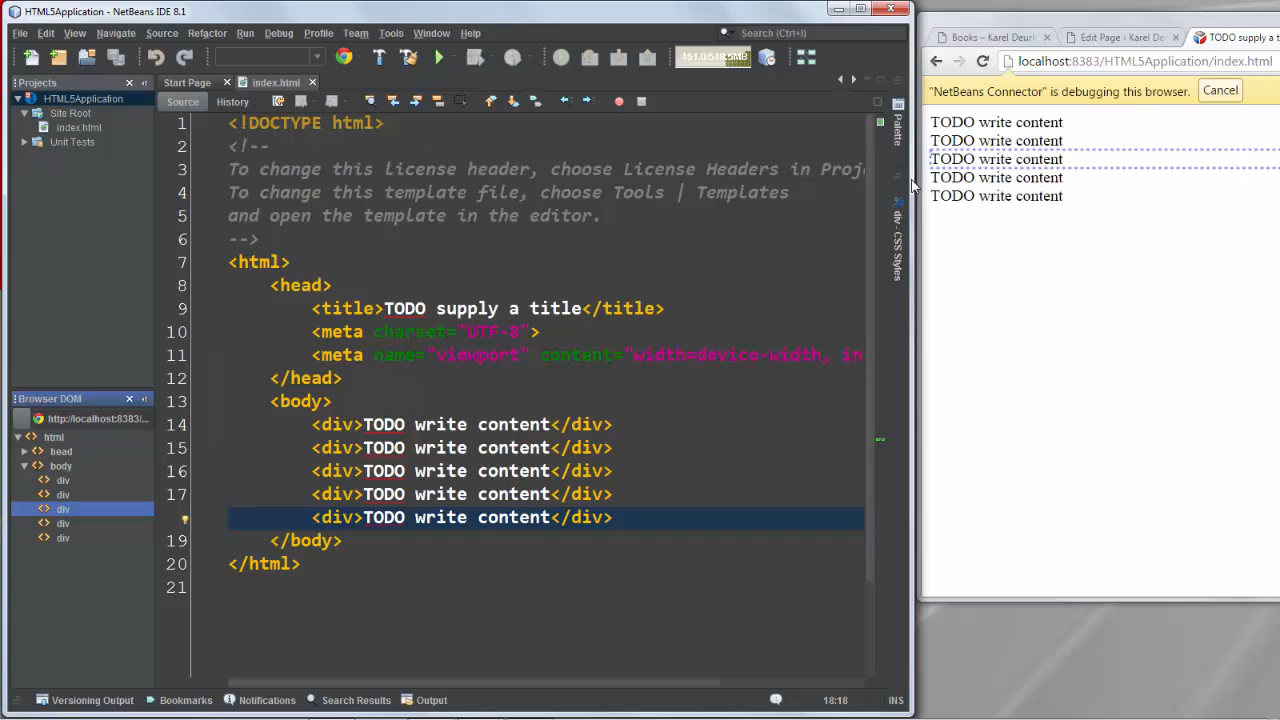 HTML5Application - NetBeans IDE 8.1
File Edit View Navigate Source Refactor Run Debug Profile Team Tools Window Help
Search (Ctrl+I)
451.0/548.5MB
Projects
HTML5Application
Site Root
index.html
Unit Tests
Start Page
index.html
Source History
1 <!DOCTYPE html>
2 <!--
3 To change this license header, choose License Headers in Proje
4 To change this template file, choose Tools | Templates
5 and open the template in the editor.
6 -->
7 <html>
8 <head>
9 <title>TODO supply a title</title>
10 <meta charset="UTF-8">
11 <meta name="viewport" content="width=device-width, in
12 </head>
13 <body>
14 <div>TODO write content</div>
15 <div>TODO write content</div>
16 <div>TODO write content</div>
17 <div>TODO write content</div>
<div>TODO write content</div>
19 </body>
20 </html>
21
Palette
div - CSS Styles
Browser DOM
http://localhost:8383/...
html
head
body
div
div
div
div
div
Versioning Output Bookmarks Notifications Search Results Output
18:18 INS
Books – Karel Deurl
Edit Page ‹ Karel De
TODO supply a t
localhost:8383/HTML5Application/index.html
"NetBeans Connector" is debugging this browser. Cancel
TODO write content
TODO write content
TODO write content
TODO write content
TODO write content